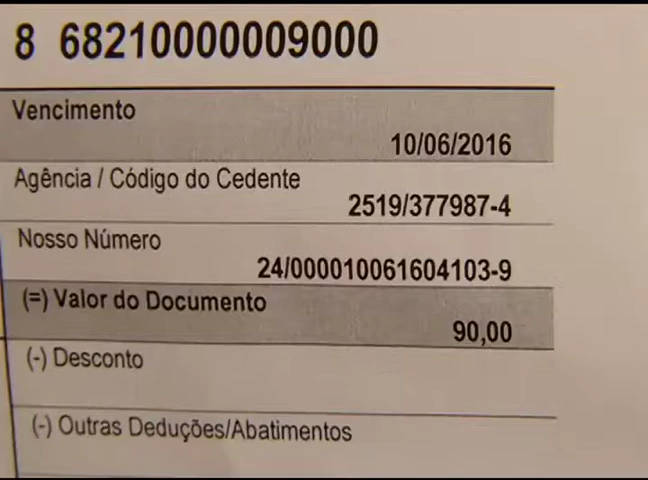 8 68210000009000
Vencimento
10/06/2016
Agência / Código do Cedente
2519/377987-4
Nosso Número
24/000010061604103-9
(=) Valor do Documento
90,00
(-) Desconto
(-) Outras Deduções/Abatimentos